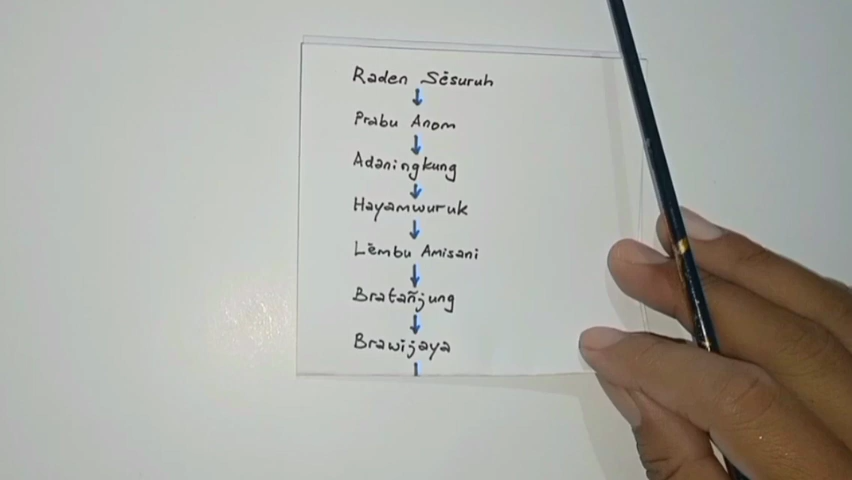 Raden Sĕsuruh
Prabu Anom
Adaningkung
Hayamwuruk
Lĕmbu Amisani
Bratañjung
Brawijaya